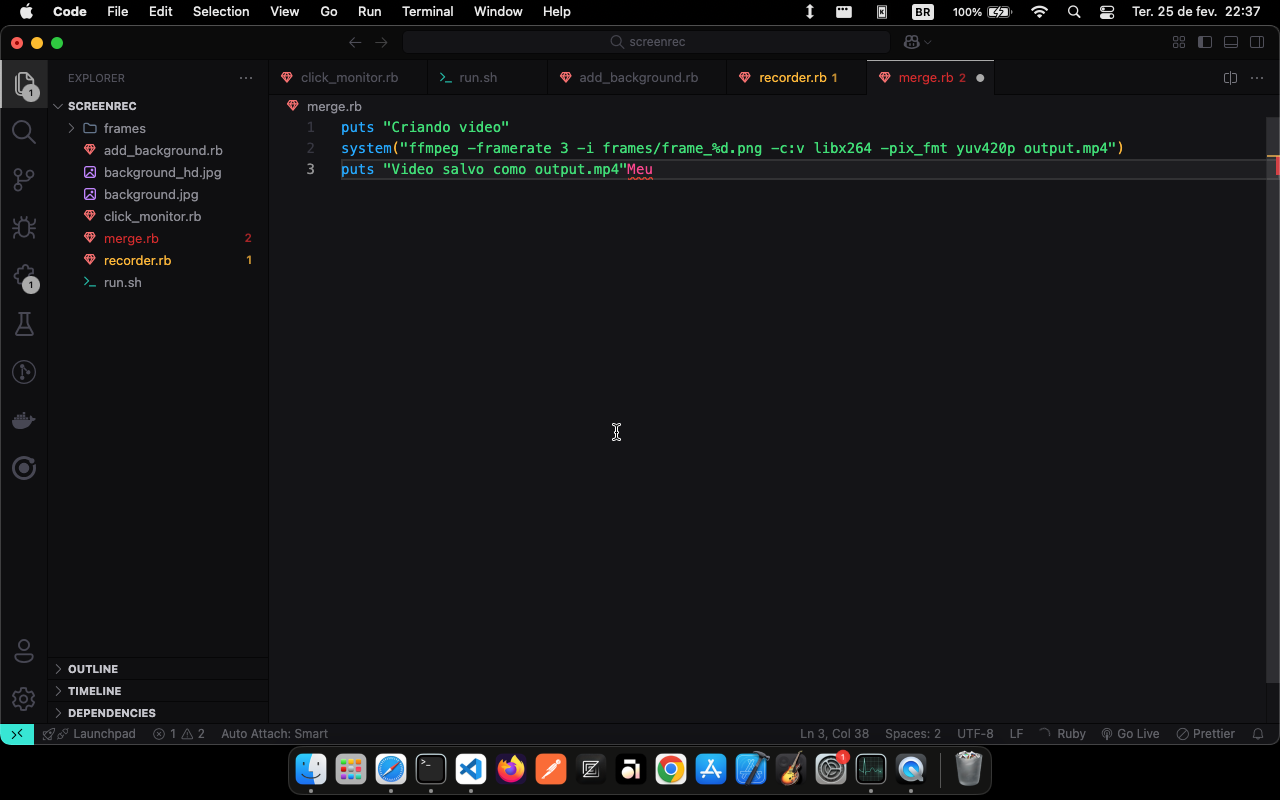 Code File Edit Selection View Go Run Terminal Window Help BR 100% Ter. 25 de fev. 22:37
screenrec
EXPLORER
click_monitor.rb run.sh add_background.rb recorder.rb 1 merge.rb 2
SCREENREC
frames
add_background.rb
background_hd.jpg
background.jpg
click_monitor.rb
merge.rb 2
recorder.rb 1
run.sh
1
1
merge.rb
1 puts "Criando video"
2 system("ffmpeg -framerate 3 -i frames/frame_%d.png -c:v libx264 -pix_fmt yuv420p output.mp4")
3 puts "Video salvo como output.mp4"Meu
OUTLINE
TIMELINE
DEPENDENCIES
Launchpad 1 2 Auto Attach: Smart Ln 3, Col 38 Spaces: 2 UTF-8 LF Ruby Go Live Prettier
1